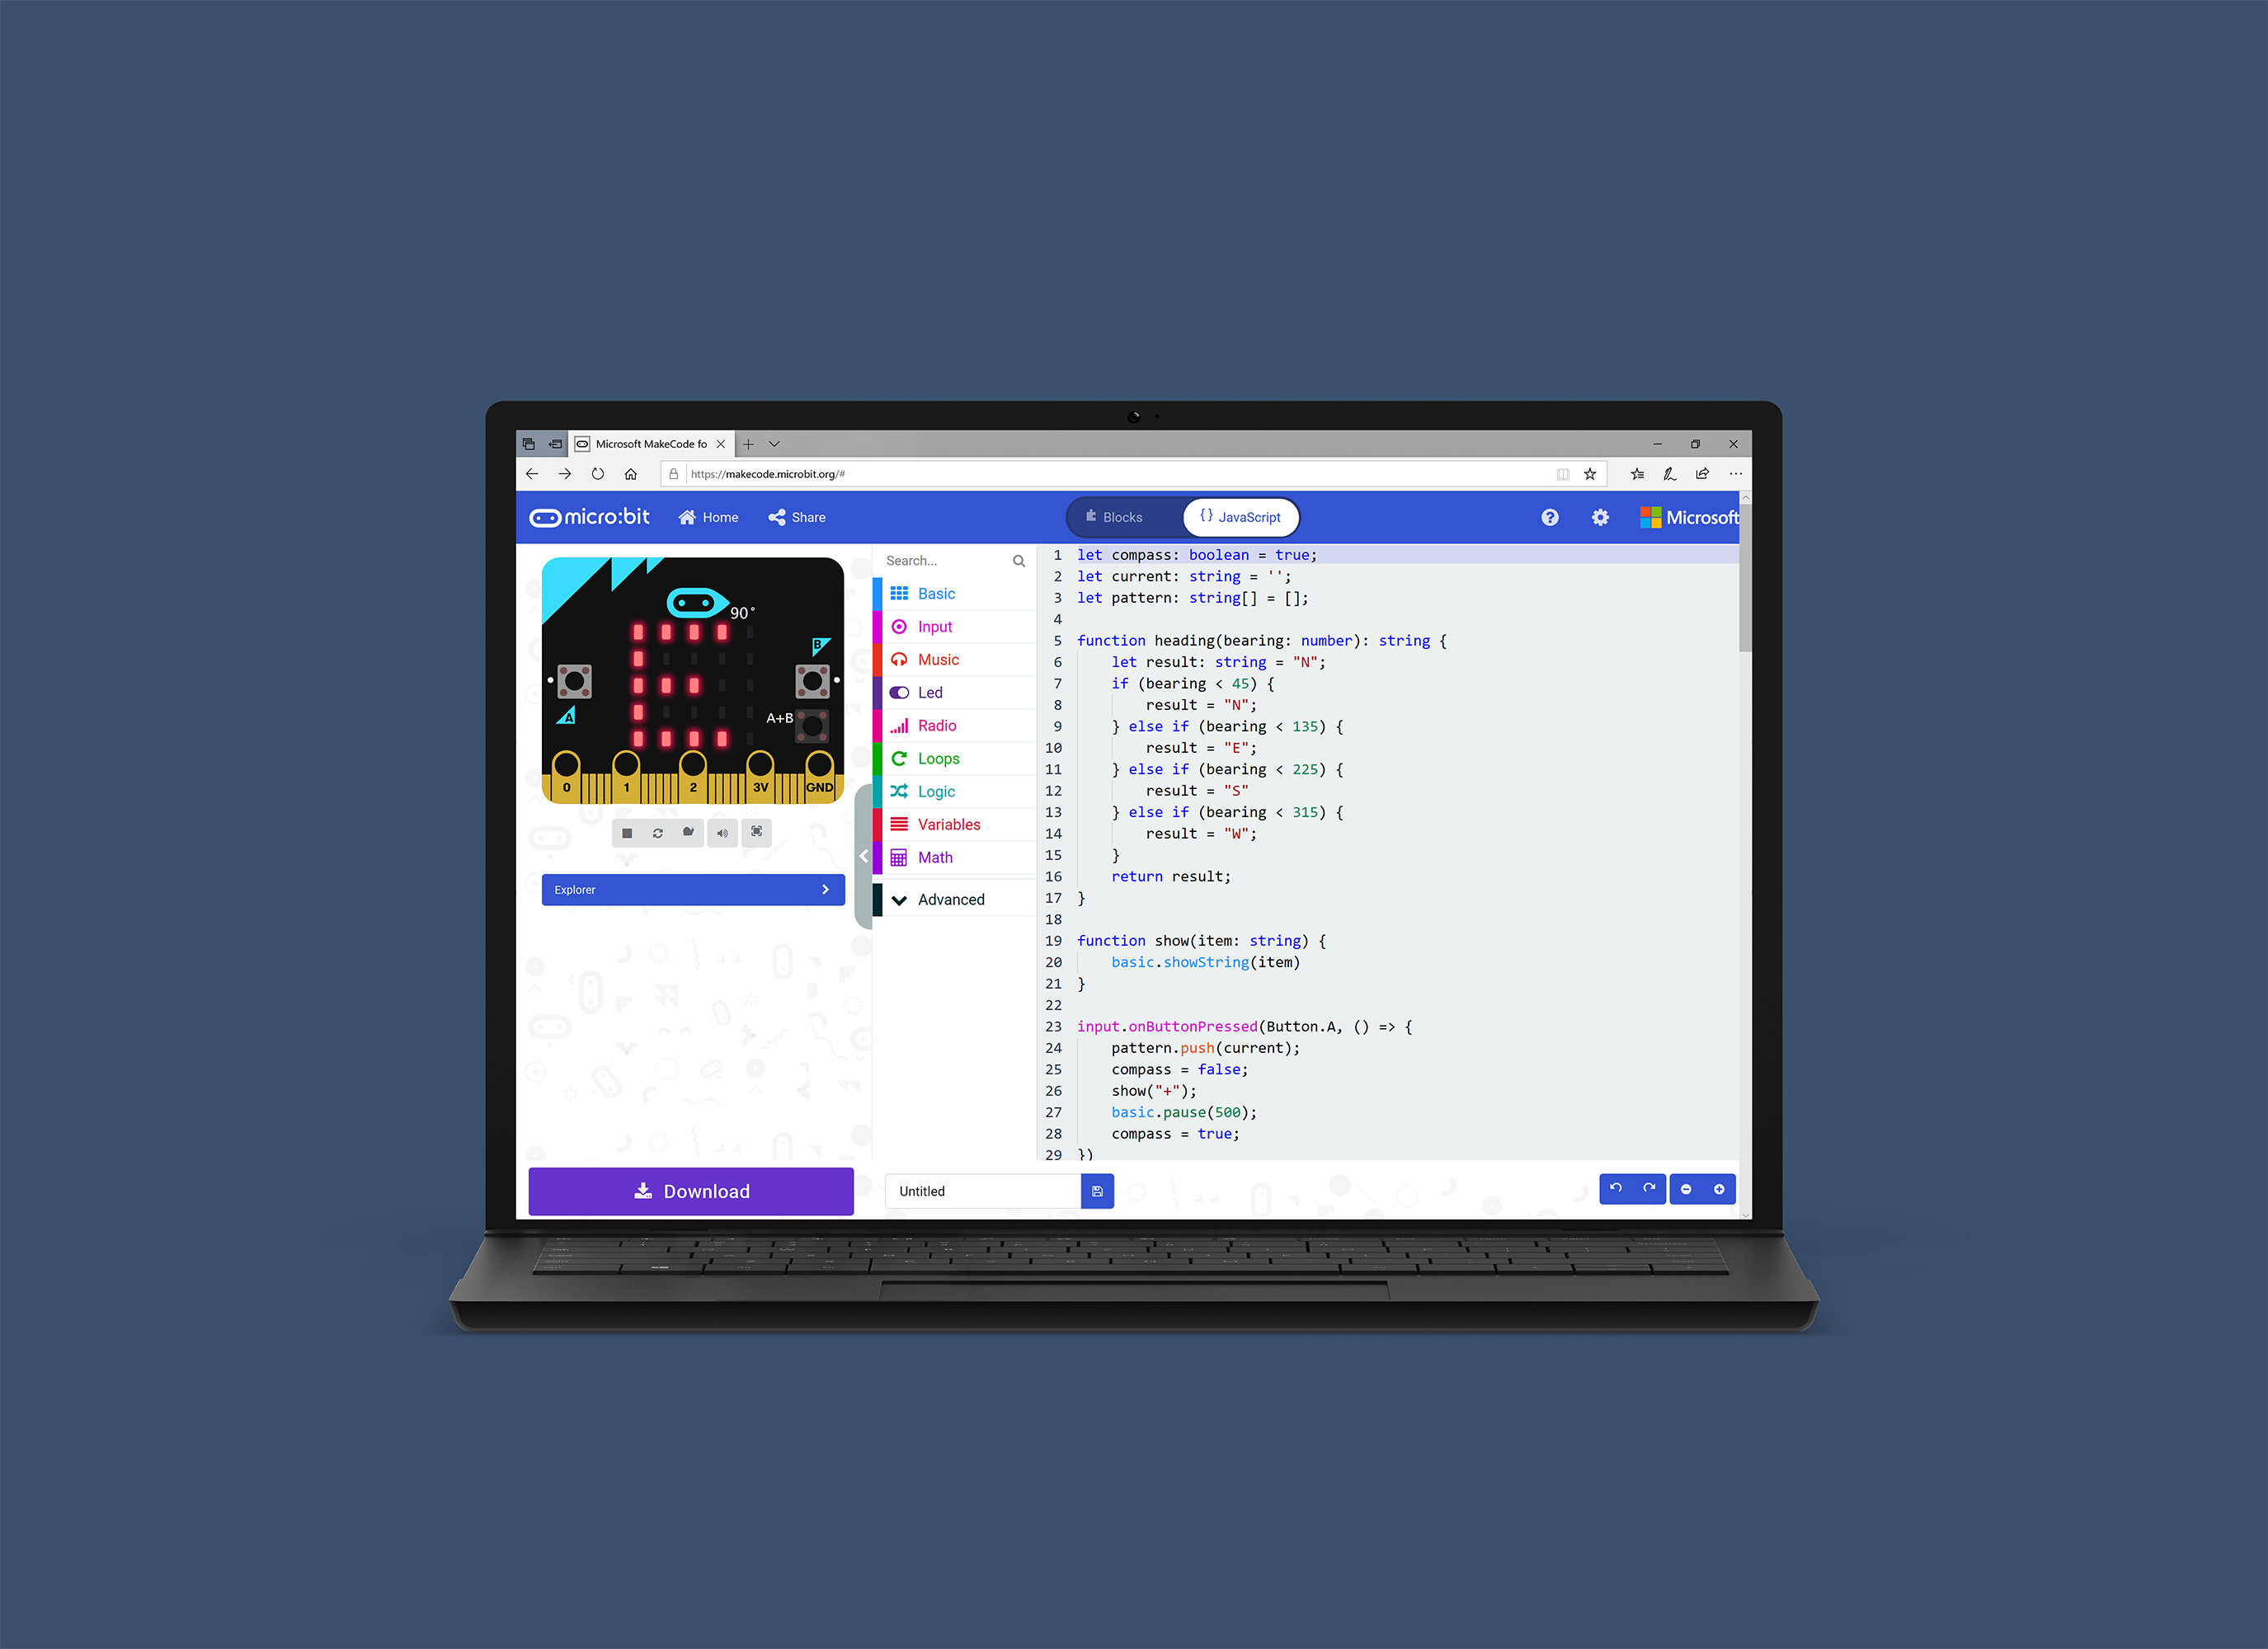 Microsoft MakeCode fo
https://makecode.microbit.org/#
micro:bit Home Share Blocks {} JavaScript Microsoft
90°
B
A
A+B
0 1 2 3V GND
Explorer
Download
Search...
Basic
Input
Music
Led
Radio
Loops
Logic
Variables
Math
Advanced
1 let compass: boolean = true;
2 let current: string = '';
3 let pattern: string[] = [];
4
5 function heading(bearing: number): string {
6 let result: string = "N";
7 if (bearing < 45) {
8 result = "N";
9 } else if (bearing < 135) {
10 result = "E";
11 } else if (bearing < 225) {
12 result = "S"
13 } else if (bearing < 315) {
14 result = "W";
15 }
16 return result;
17 }
18
19 function show(item: string) {
20 basic.showString(item)
21 }
22
23 input.onButtonPressed(Button.A, () => {
24 pattern.push(current);
25 compass = false;
26 show("+");
27 basic.pause(500);
28 compass = true;
29 })
Untitled